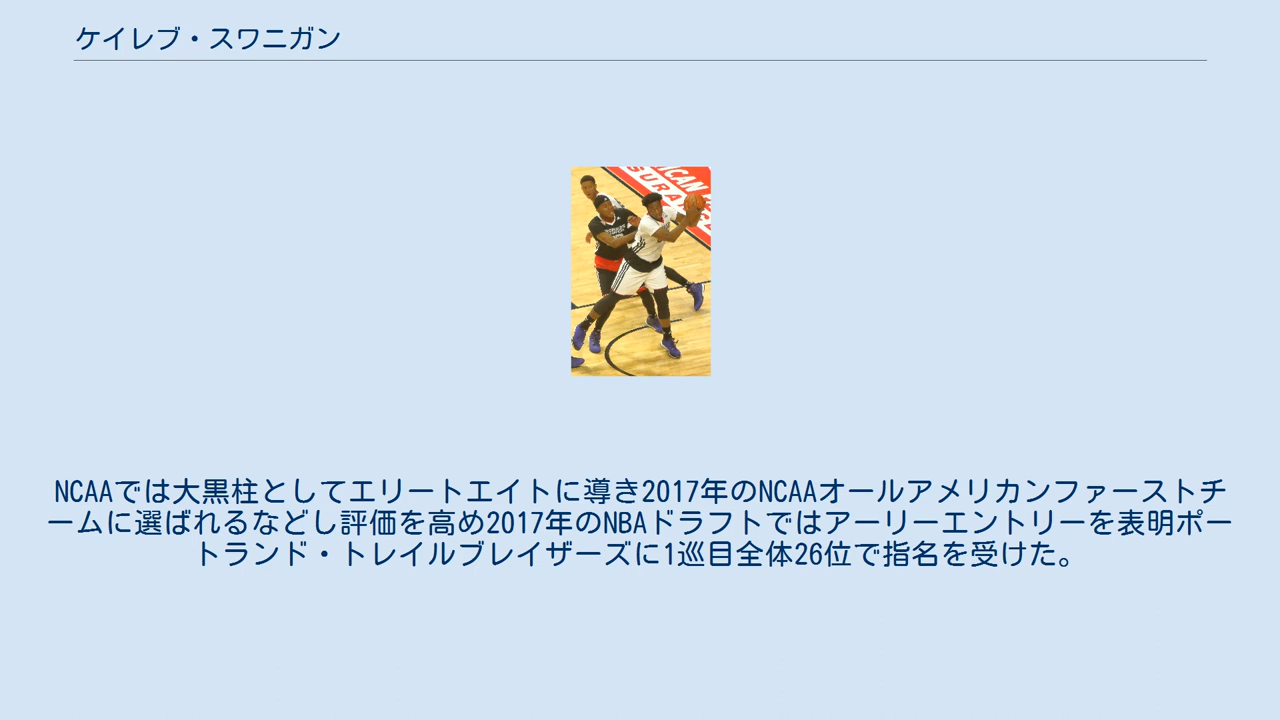 ケイレブ・スワニガン
ICAN
SURA
NCAAでは大黒柱としてエリートエイトに導き2017年のNCAAオールアメリカンファーストチ
ームに選ばれるなどし評価を高め2017年のNBAドラフトではアーリーエントリーを表明ポー
トランド・トレイルブレイザーズに1巡目全体26位で指名を受けた。